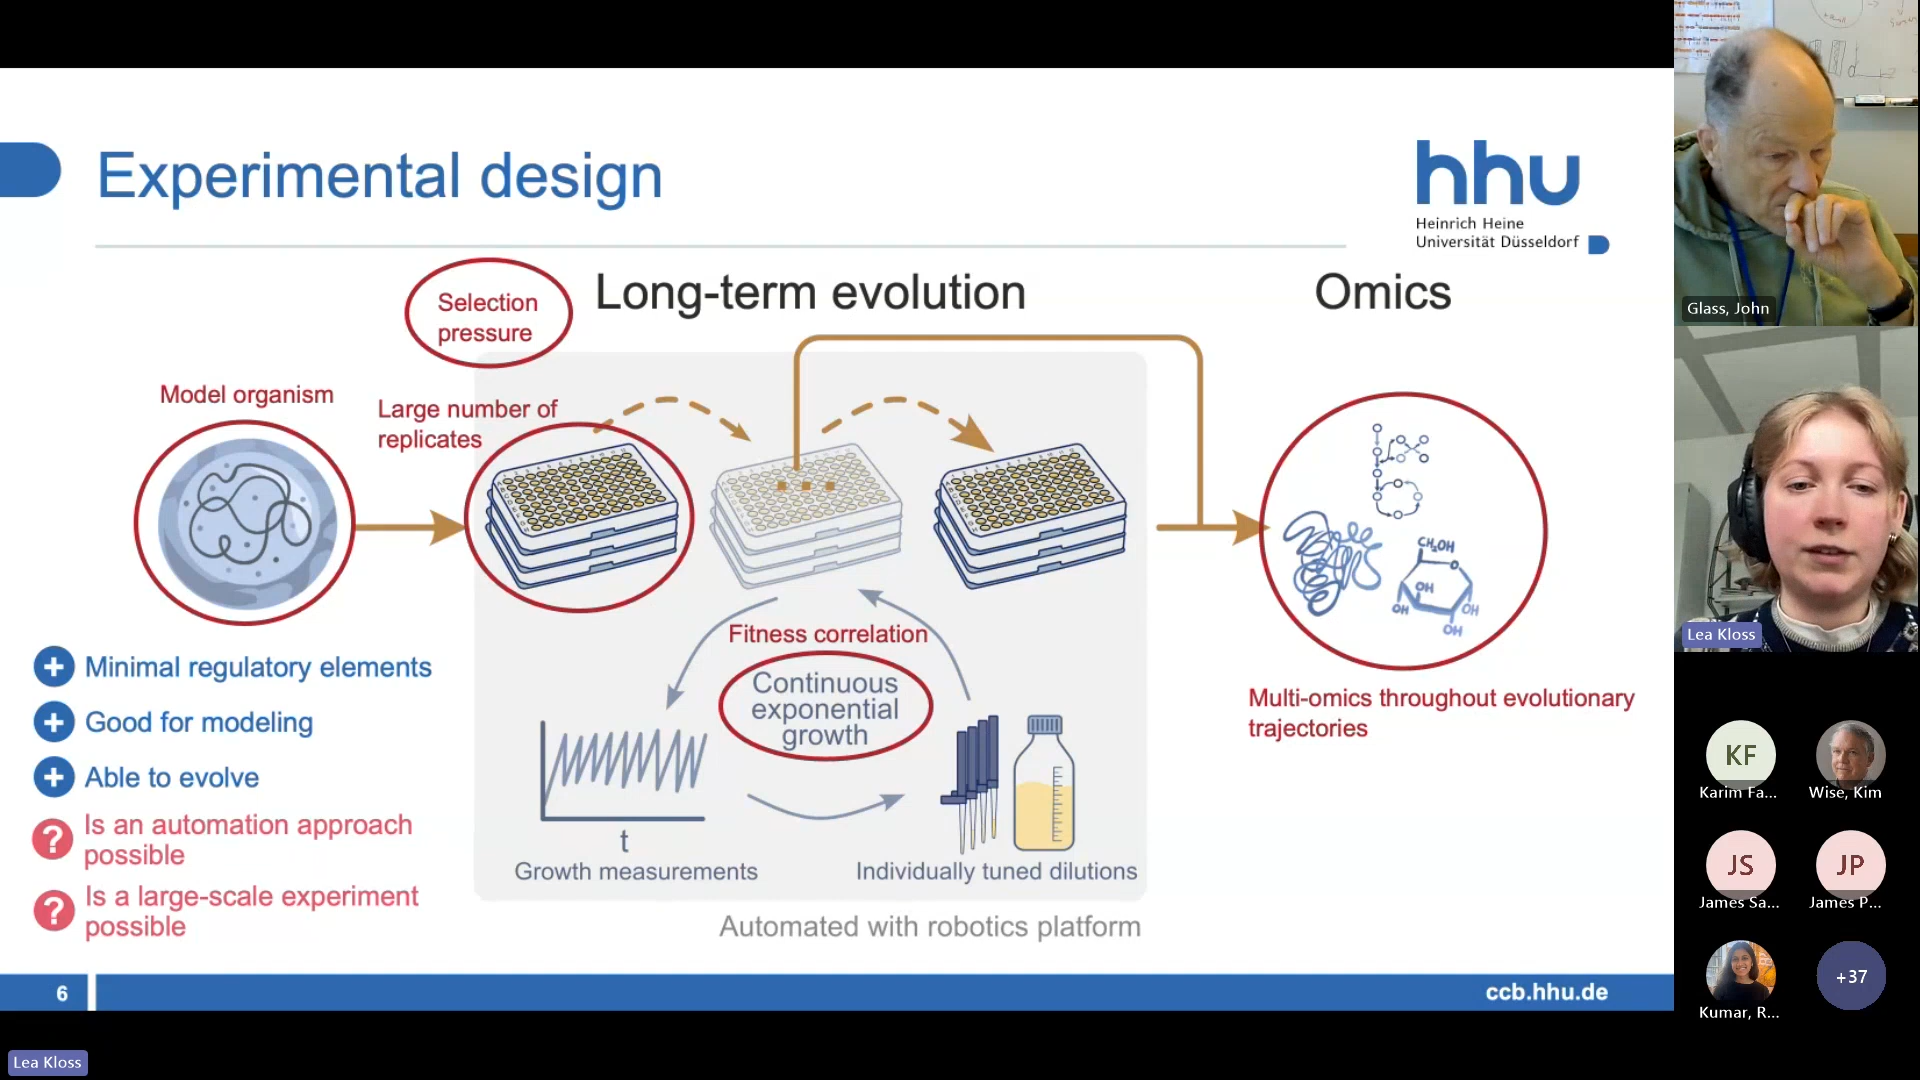 Experimental design
hhu
Heinrich Heine
Universität Düsseldorf
Selection
pressure
Long-term evolution
Omics
Model organism
Large number of
replicates
Fitness correlation
Continuous
exponential
growth
CH₂OH
O
OH
OH
OH
OH
Multi-omics throughout evolutionary
trajectories
Minimal regulatory elements
Good for modeling
Able to evolve
? Is an automation approach
possible
? Is a large-scale experiment
possible
t
Growth measurements
Individually tuned dilutions
Automated with robotics platform
6
ccb.hhu.de
Lea Kloss
Glass, John
Lea Kloss
KF
Karim Fa...
Wise, Kim
JS
James Sa...
JP
James P...
Kumar, R...
+37